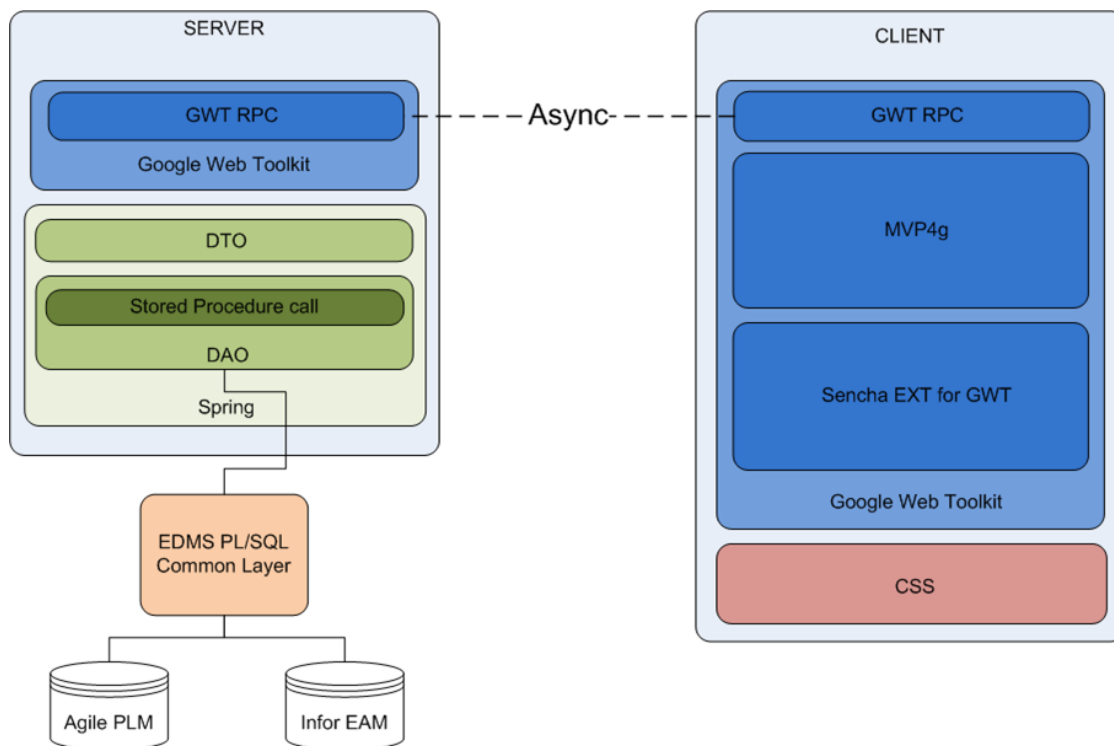 SERVER
GWT RPC
Google Web Toolkit
DTO
Stored Procedure call
DAO
Spring
EDMS PL/SQL
Common Layer
Agile PLM
Infor EAM
Async
CLIENT
GWT RPC
MVP4g
Sencha EXT for GWT
Google Web Toolkit
CSS